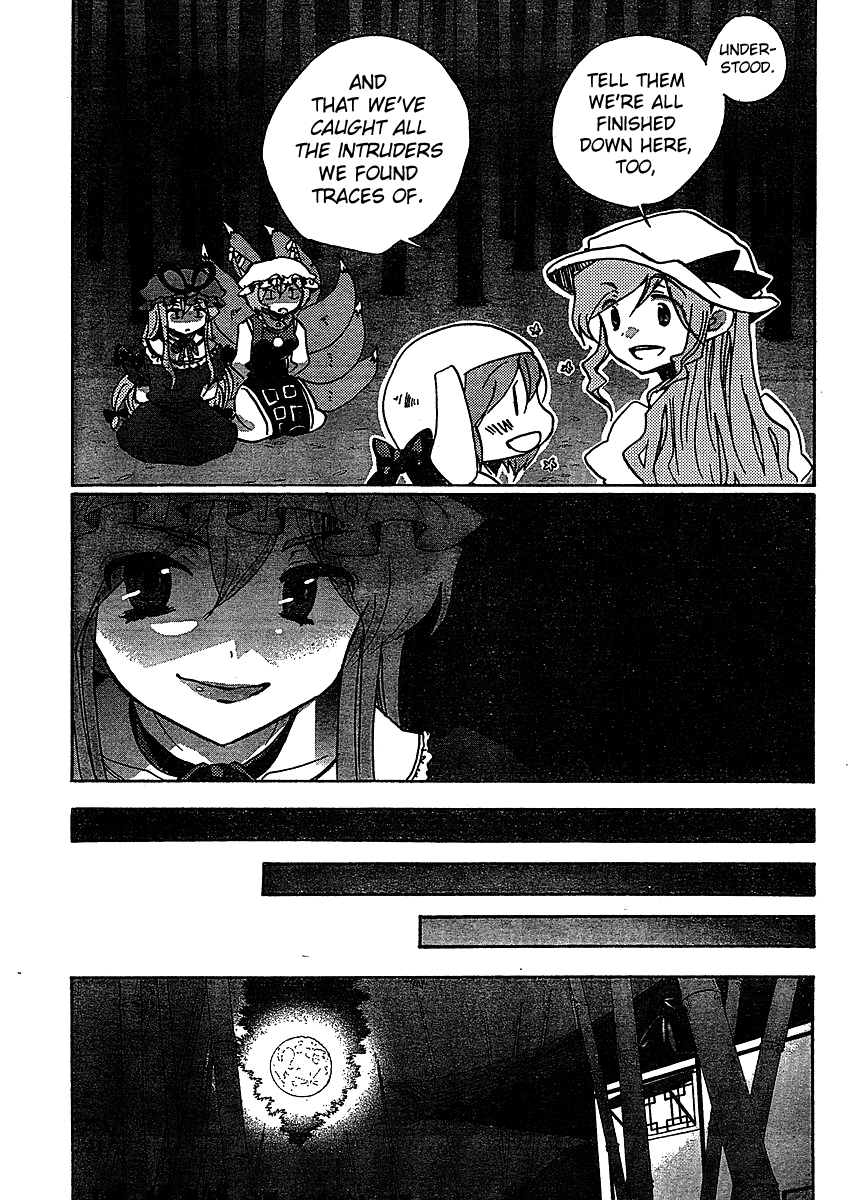 UNDER-
STOOD.
TELL THEM
WE'RE ALL
FINISHED
DOWN HERE,
TOO,
AND
THAT WE'VE
CAUGHT ALL
THE INTRUDERS
WE FOUND
TRACES OF.